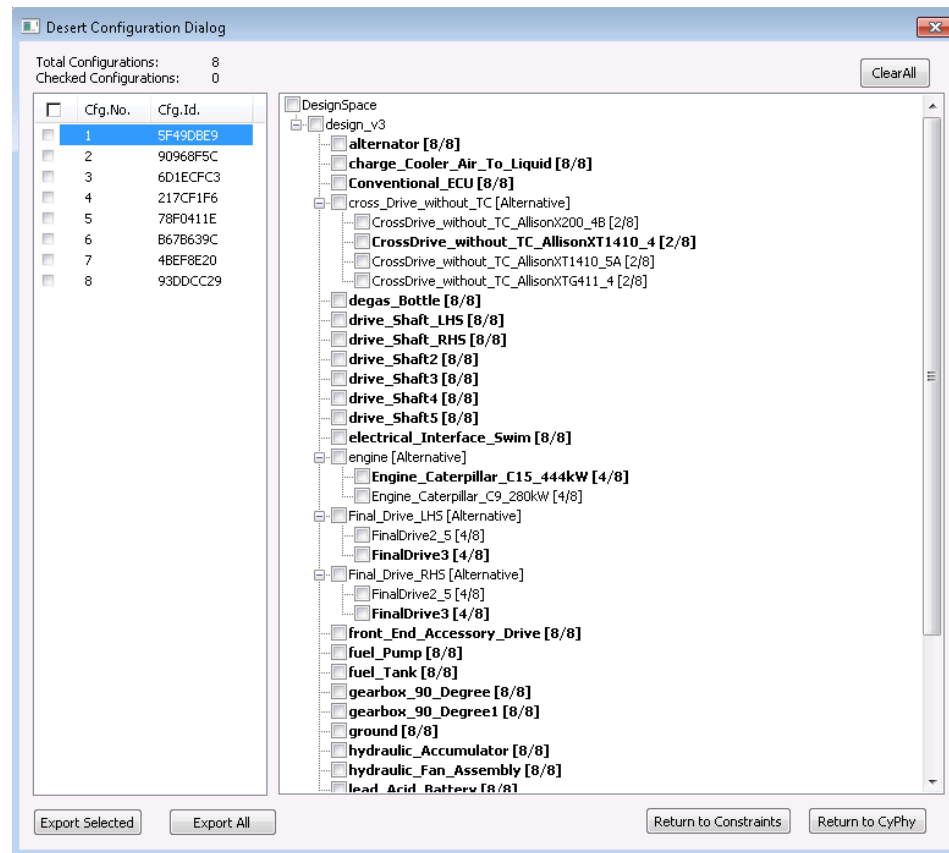 Desert Configuration Dialog
Total Configurations: 8
Checked Configurations: 0
ClearAll
Cfg.No. Cfg.Id.
1 5F49DBE9
2 90968F5C
3 6D1ECFC3
4 217CF1F6
5 78F0411E
6 B67B639C
7 4BEF8E20
8 93DDCC29
DesignSpace
design_v3
alternator [8/8]
charge_Cooler_Air_To_Liquid [8/8]
Conventional_ECU [8/8]
cross_Drive_without_TC [Alternative]
CrossDrive_without_TC_AllisonX200_4B [2/8]
CrossDrive_without_TC_AllisonXT1410_4 [2/8]
CrossDrive_without_TC_AllisonXT1410_5A [2/8]
CrossDrive_without_TC_AllisonXTG411_4 [2/8]
degas_Bottle [8/8]
drive_Shaft_LHS [8/8]
drive_Shaft_RHS [8/8]
drive_Shaft2 [8/8]
drive_Shaft3 [8/8]
drive_Shaft4 [8/8]
drive_Shaft5 [8/8]
electrical_Interface_Swim [8/8]
engine [Alternative]
Engine_Caterpillar_C15_444kW [4/8]
Engine_Caterpillar_C9_280kW [4/8]
Final_Drive_LHS [Alternative]
FinalDrive2_5 [4/8]
FinalDrive3 [4/8]
Final_Drive_RHS [Alternative]
FinalDrive2_5 [4/8]
FinalDrive3 [4/8]
front_End_Accessory_Drive [8/8]
fuel_Pump [8/8]
fuel_Tank [8/8]
gearbox_90_Degree [8/8]
gearbox_90_Degree1 [8/8]
ground [8/8]
hydraulic_Accumulator [8/8]
hydraulic_Fan_Assembly [8/8]
lead_Acid_Battery [8/8]
Export Selected Export All Return to Constraints Return to CyPhy